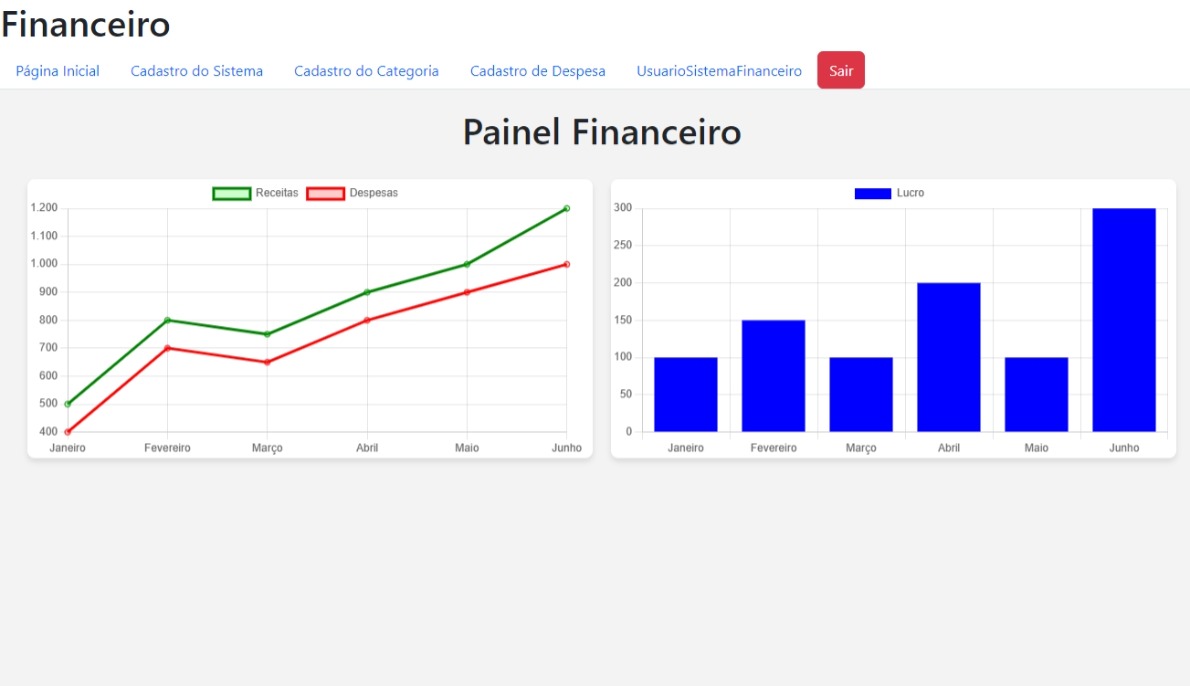 Financeiro
Página Inicial Cadastro do Sistema Cadastro do Categoria Cadastro de Despesa UsuarioSistemaFinanceiro Sair
Painel Financeiro
Receitas Despesas
1.200
1.100
1.000
900
800
700
600
500
400
Janeiro Fevereiro Março Abril Maio Junho
Lucro
300
250
200
150
100
50
0
Janeiro Fevereiro Março Abril Maio Junho